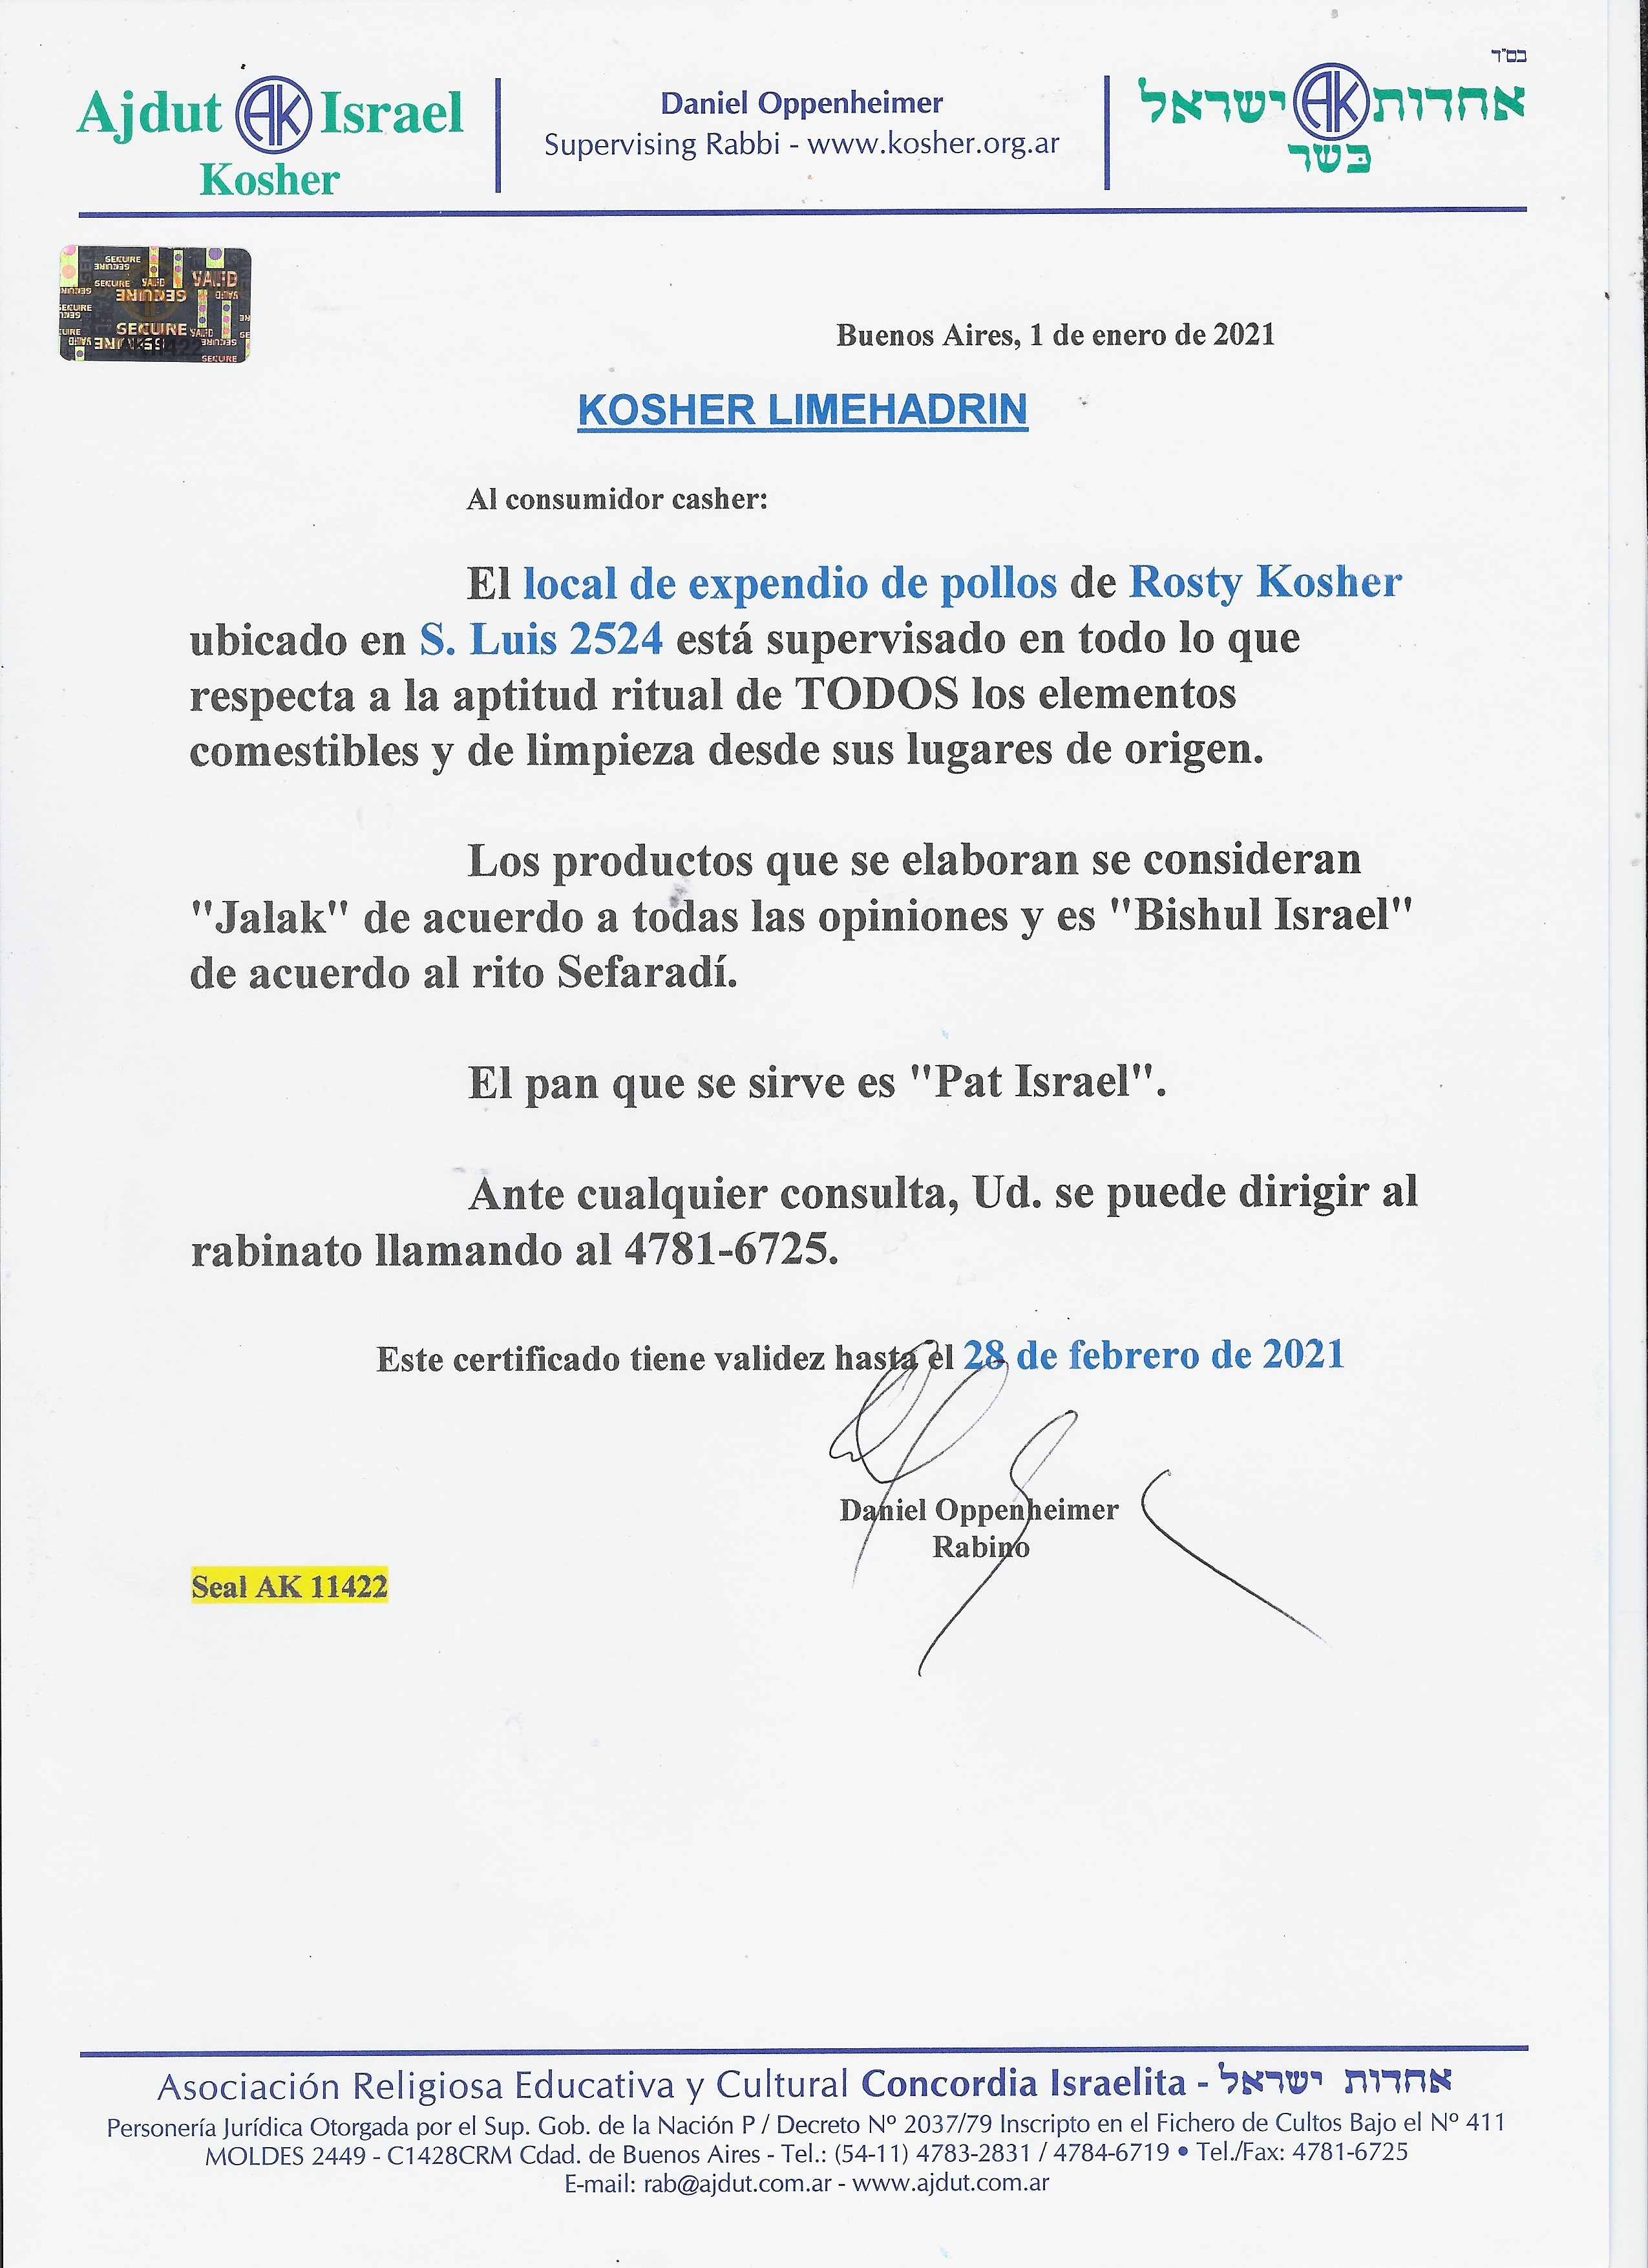 בס"ד
Ajdut AK Israel
Kosher
Daniel Oppenheimer
Supervising Rabbi - www.kosher.org.ar
אחדות AK ישראל
כשר
SECURE
VALID
SECURE
SECURE
AK 11422
Buenos Aires, 1 de enero de 2021
KOSHER LIMEHADRIN
Al consumidor casher:
El local de expendio de pollos de Rosty Kosher
ubicado en S. Luis 2524 está supervisado en todo lo que
respecta a la aptitud ritual de TODOS los elementos
comestibles y de limpieza desde sus lugares de origen.
Los productos que se elaboran se consideran
"Jalak" de acuerdo a todas las opiniones y es "Bishul Israel"
de acuerdo al rito Sefaradí.
El pan que se sirve es "Pat Israel".
Ante cualquier consulta, Ud. se puede dirigir al
rabinato llamando al 4781-6725.
Este certificado tiene validez hasta el 28 de febrero de 2021
Daniel Oppenheimer
Rabino
Seal AK 11422
Asociación Religiosa Educativa y Cultural Concordia Israelita - אחדות ישראל
Personería Jurídica Otorgada por el Sup. Gob. de la Nación P / Decreto Nº 2037/79 Inscripto en el Fichero de Cultos Bajo el Nº 411
MOLDES 2449 - C1428CRM Cdad. de Buenos Aires - Tel.: (54-11) 4783-2831 / 4784-6719 • Tel./Fax: 4781-6725
E-mail: rab@ajdut.com.ar - www.ajdut.com.ar